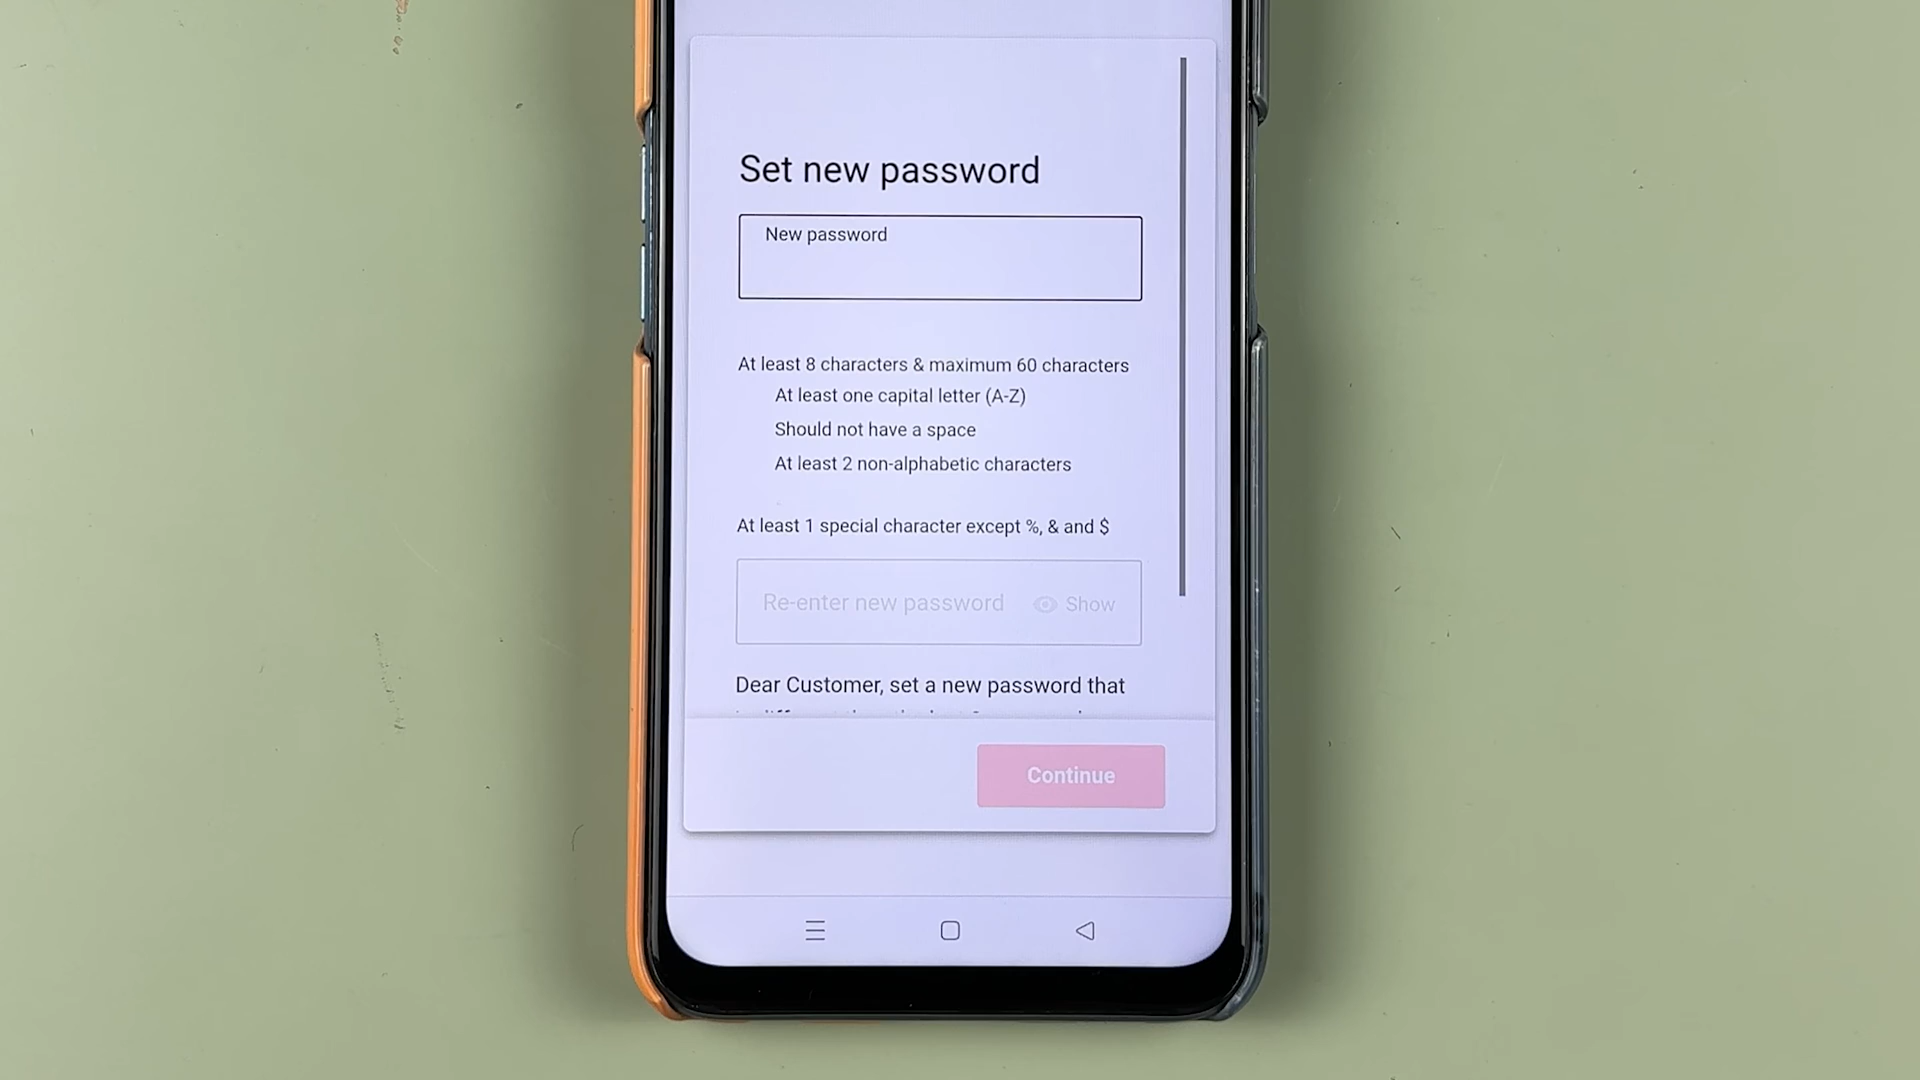 Set new password
New password
At least 8 characters & maximum 60 characters
At least one capital letter (A-Z)
Should not have a space
At least 2 non-alphabetic characters
At least 1 special character except %, & and $
Re-enter new password Show
Dear Customer, set a new password that
Continue